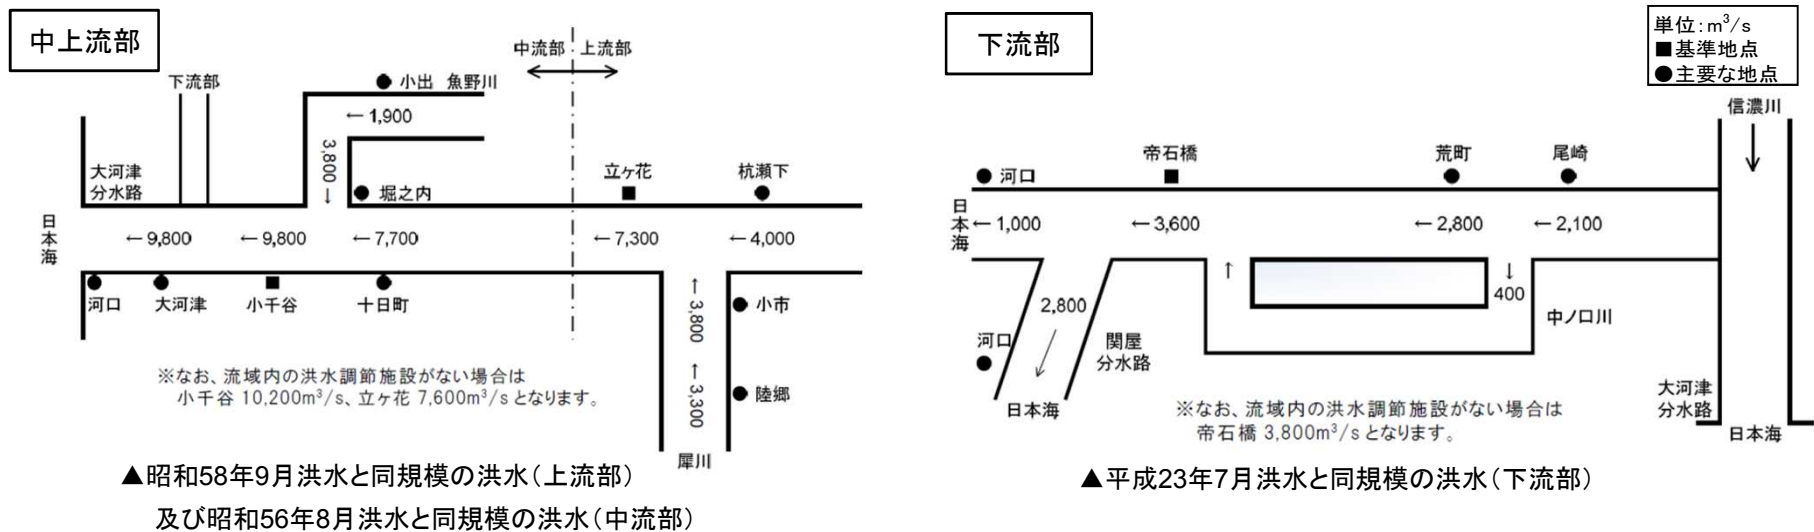 中上流部
中流部
上流部
下流部
●小出 魚野川
←1,900
3,800→
大河津
分水路
●堀之内
立ヶ花
■
杭瀬下
●
日本海
←9,800
←9,800
←7,700
←7,300
←4,000
河口
大河津
小千谷
十日町
←3,800
●小市
←3,300
●陸郷
犀川
※なお、流域内の洪水調節施設がない場合は
小千谷 10,200m³/s、立ヶ花 7,600m³/s となります。
▲昭和58年9月洪水と同規模の洪水(上流部)
及び昭和56年8月洪水と同規模の洪水(中流部)
下流部
単位:m³/s
■基準地点
●主要な地点
信濃川
●河口
帝石橋
■
荒町
●
尾崎
●
日本海
←1,000
←3,600
←2,800
←2,100
↑
↓
400
2,800
中ノ口川
河口
●
関屋
分水路
日本海
大河津
分水路
日本海
※なお、流域内の洪水調節施設がない場合は
帝石橋 3,800m³/s となります。
▲平成23年7月洪水と同規模の洪水(下流部)